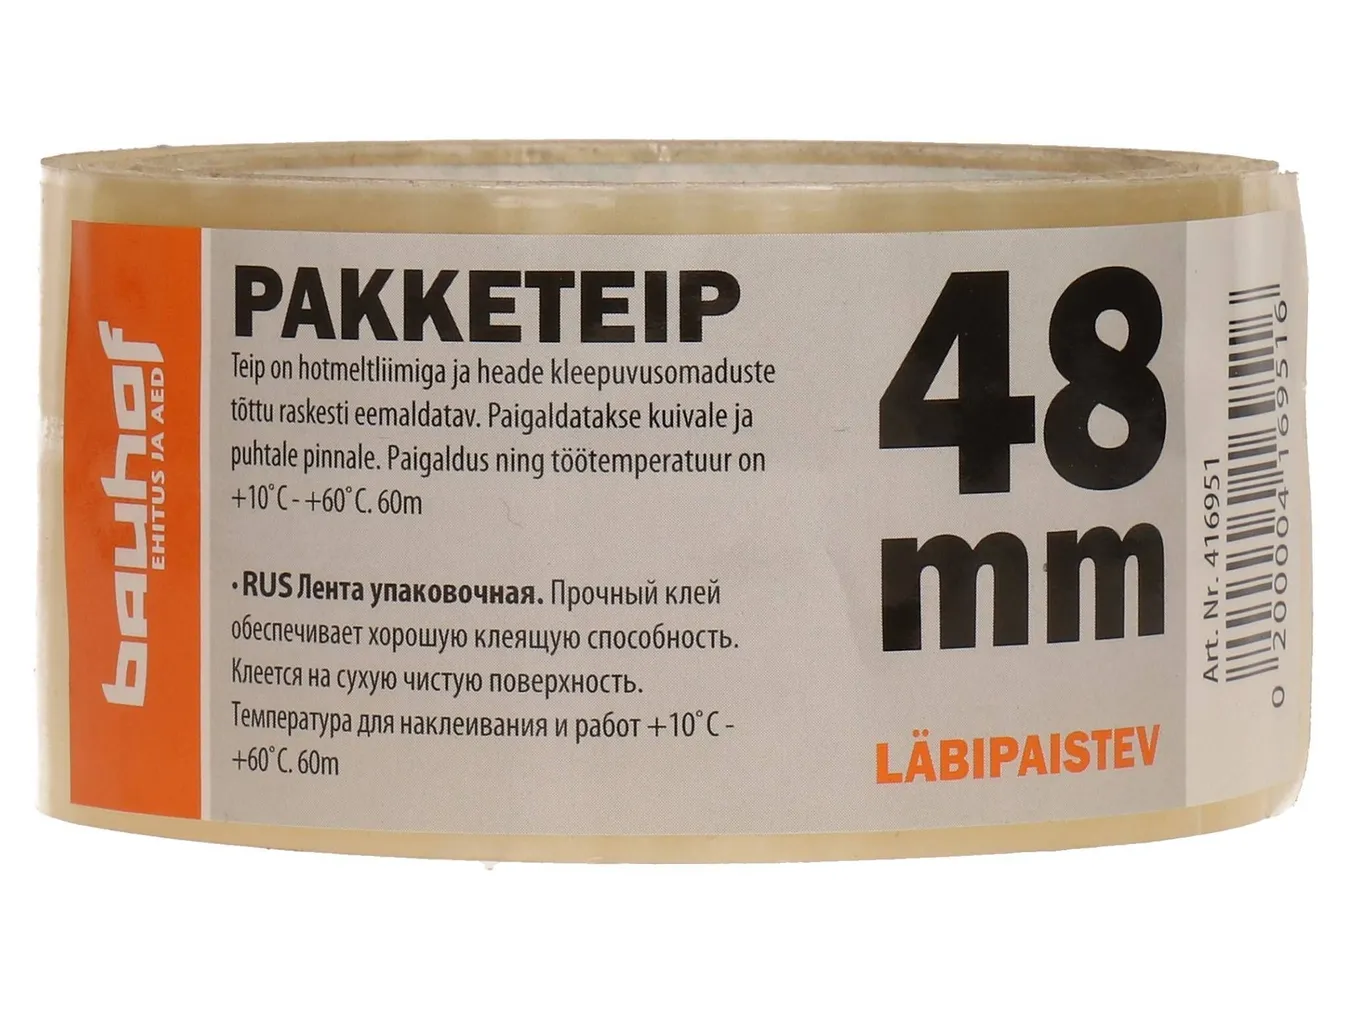 bauhof
EHITUS JA AED
PAKKETEIP
Teip on hotmeltliimiga ja heade kleepuvusomaduste
tõttu raskesti eemaldatav. Paigaldatakse kuivale ja
puhtale pinnale. Paigaldus ning töötemperatuur on
+10˚C - +60˚C. 60m
• RUS Лента упаковочная. Прочный клей
обеспечивает хорошую клеящую способность.
Клеется на сухую чистую поверхность.
Температура для наклеивания и работ +10˚C -
+60˚C. 60m
48
mm
LÄBIPAISTEV
Art. Nr. 416951
0 200004 169516